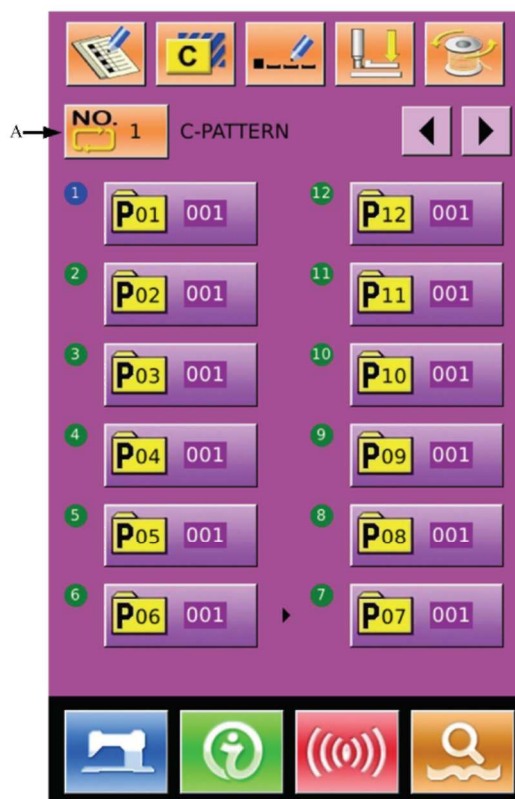 C
A NO. 1 C-PATTERN
1 P01 001 12 P12 001
2 P02 001 11 P11 001
3 P03 001 10 P10 001
4 P04 001 9 P09 001
5 P05 001 8 P08 001
6 P06 001 7 P07 001
i